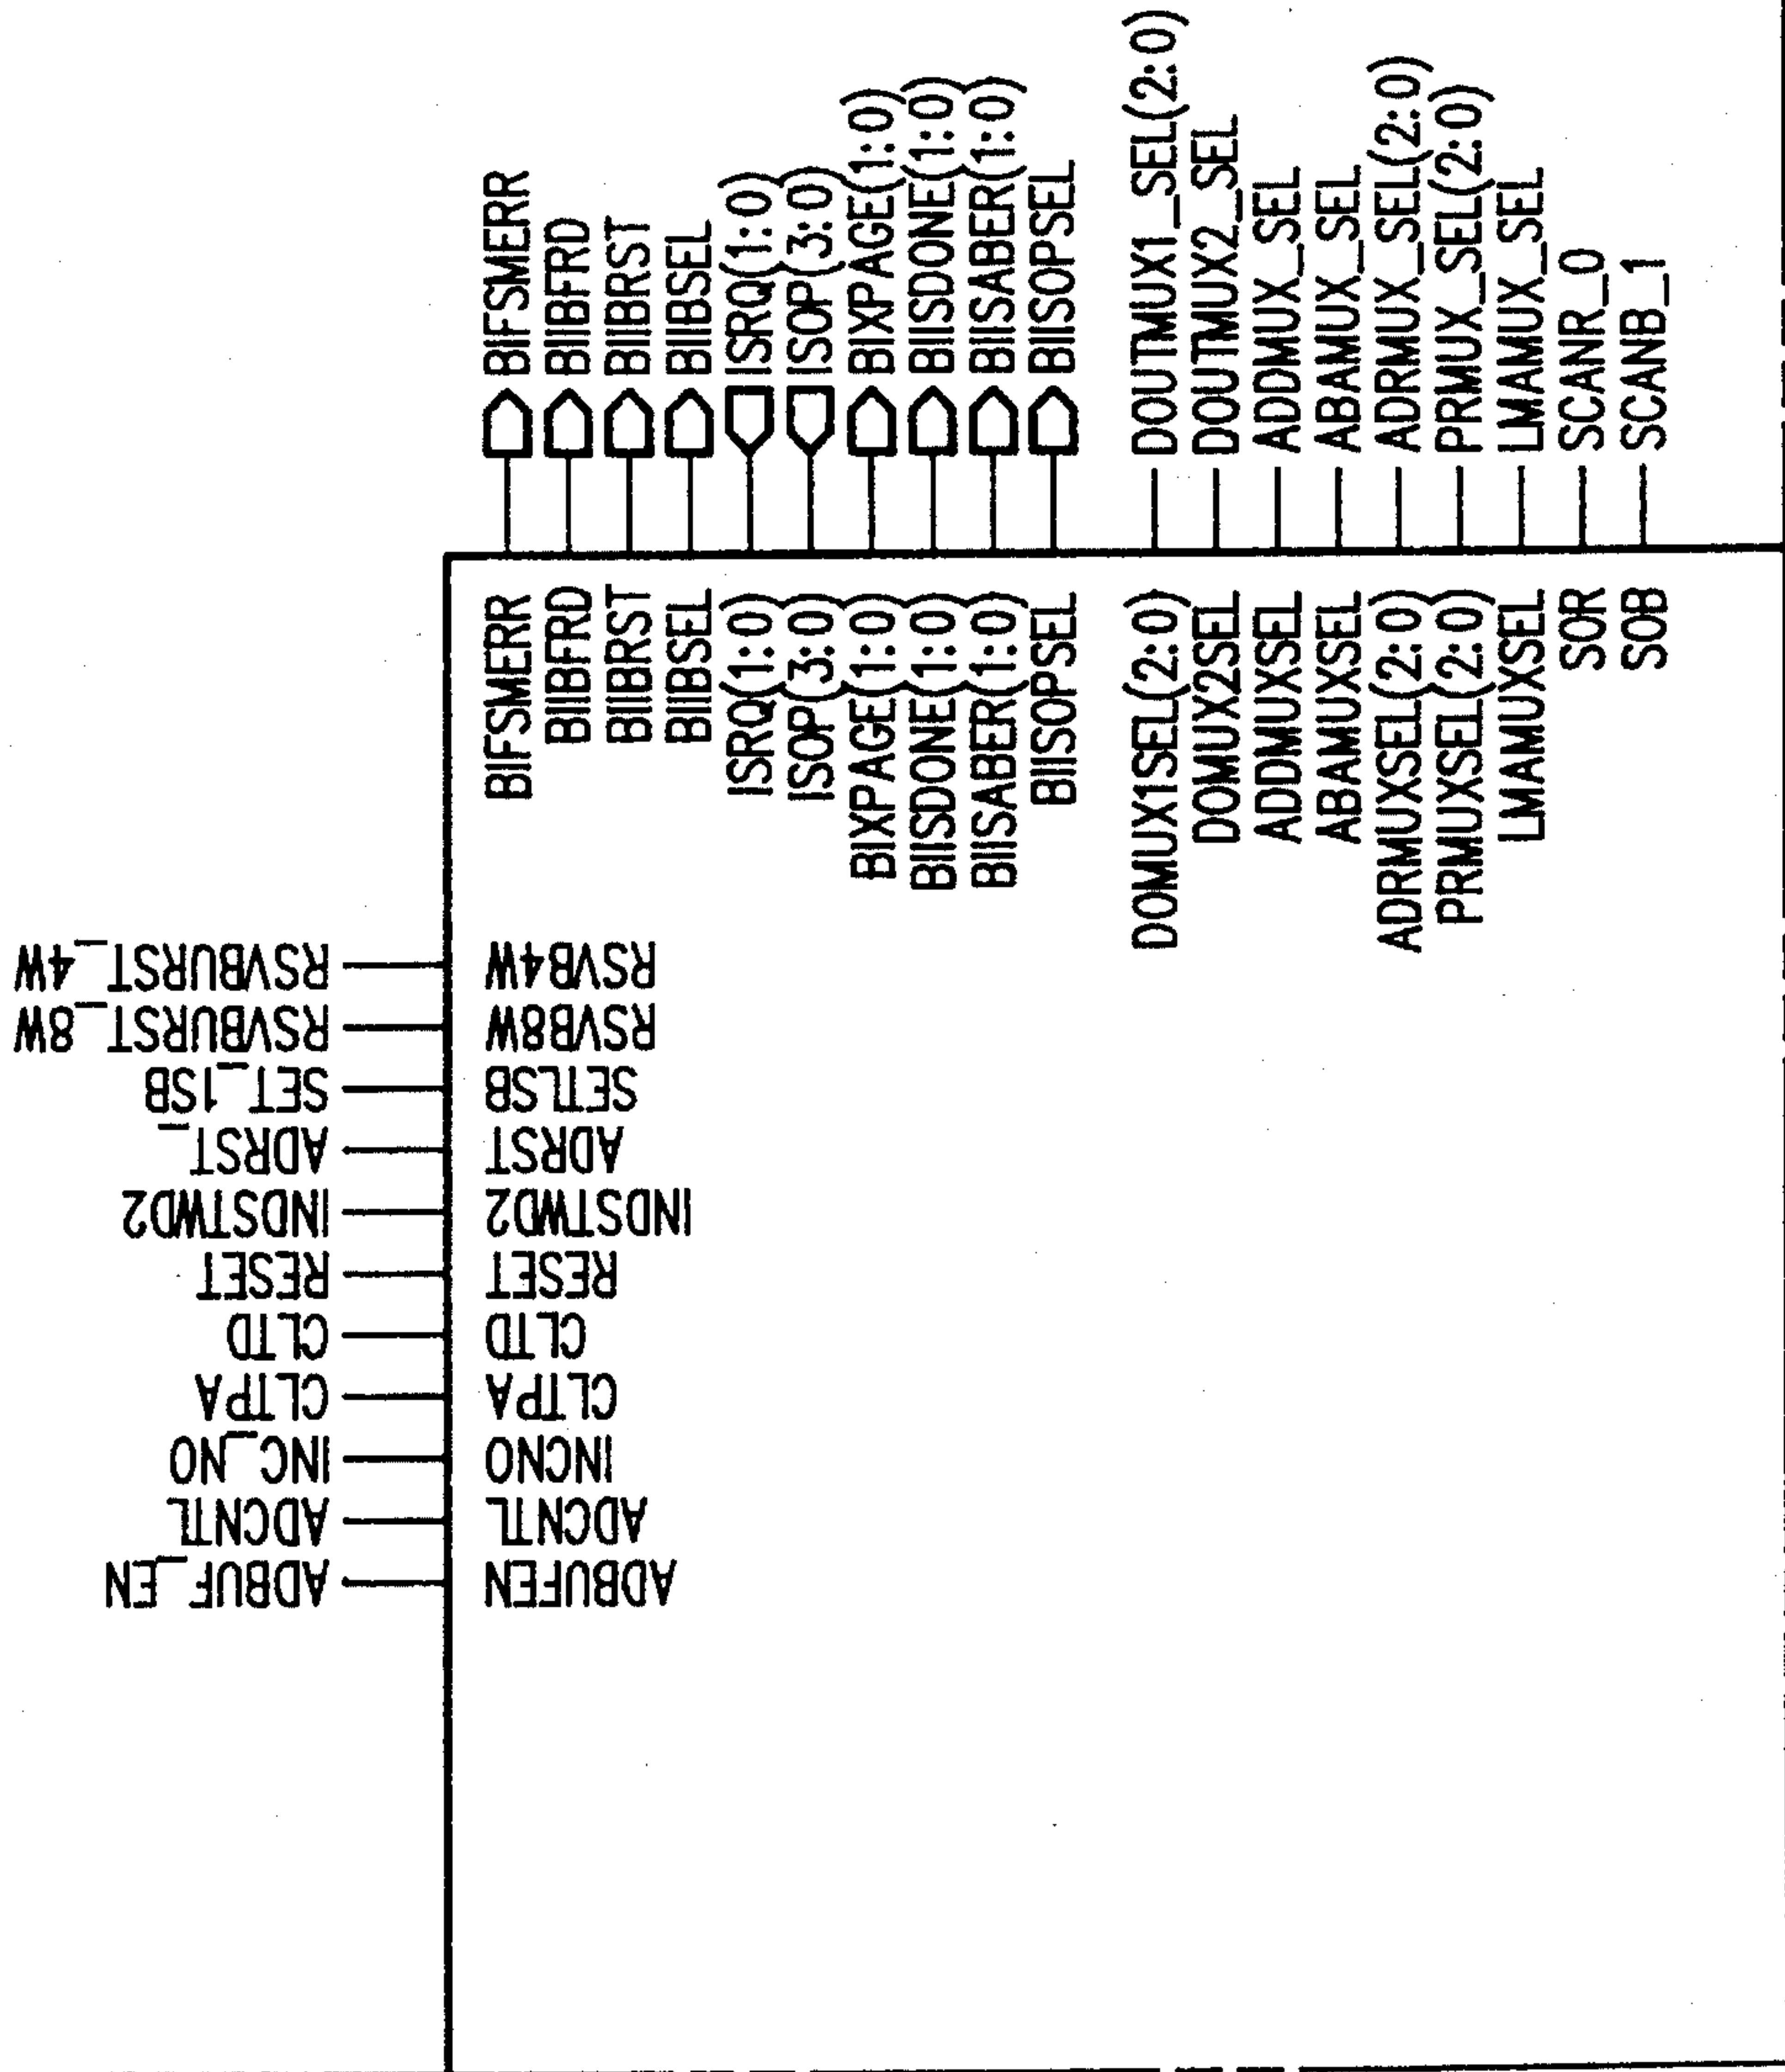 BIFSMERR
BIIBFRD
BIIBRST
BIIBSEL
ISRQ(1:0)
ISOP(3:0)
BIXPAGE(1:0)
BIISDONE(1:0)
BIISABER(1:0)
BIISOPSEL
DOUTMUX1_SEL(2:0)
DOUTMUX2_SEL
ADDMUX_SEL
ABAMUX_SEL
ADRMUX_SEL(2:0)
PRMUX_SEL(2:0)
LMAMUX_SEL
SCANR_0
SCANB_1
BIFSMERR
BIIBFRD
BIIBRST
BIIBSEL
ISRQ(1:0)
ISOP(3:0)
BIXPAGE(1:0)
BIISDONE(1:0)
BIISABER(1:0)
BIISOPSEL
DOMUX1SEL(2:0)
DOMUX2SEL
ADDMUXSEL
ABAMUXSEL
ADRMUXSEL(2:0)
PRMUXSEL(2:0)
LMAMUXSEL
SOR
SOB
RSVBURST_4W
RSVBURST_8W
SET_1SB
ADRST_
INDSTWD2
RESET
CLTD
CLTPA
INC_NO
ADCNTL
ADBUF_EN
RSVB4W
RSVB8W
SETLSB
ADRST
INDSTWD2
RESET
CLTD
CLTPA
INCNO
ADCNTL
ADBUFEN